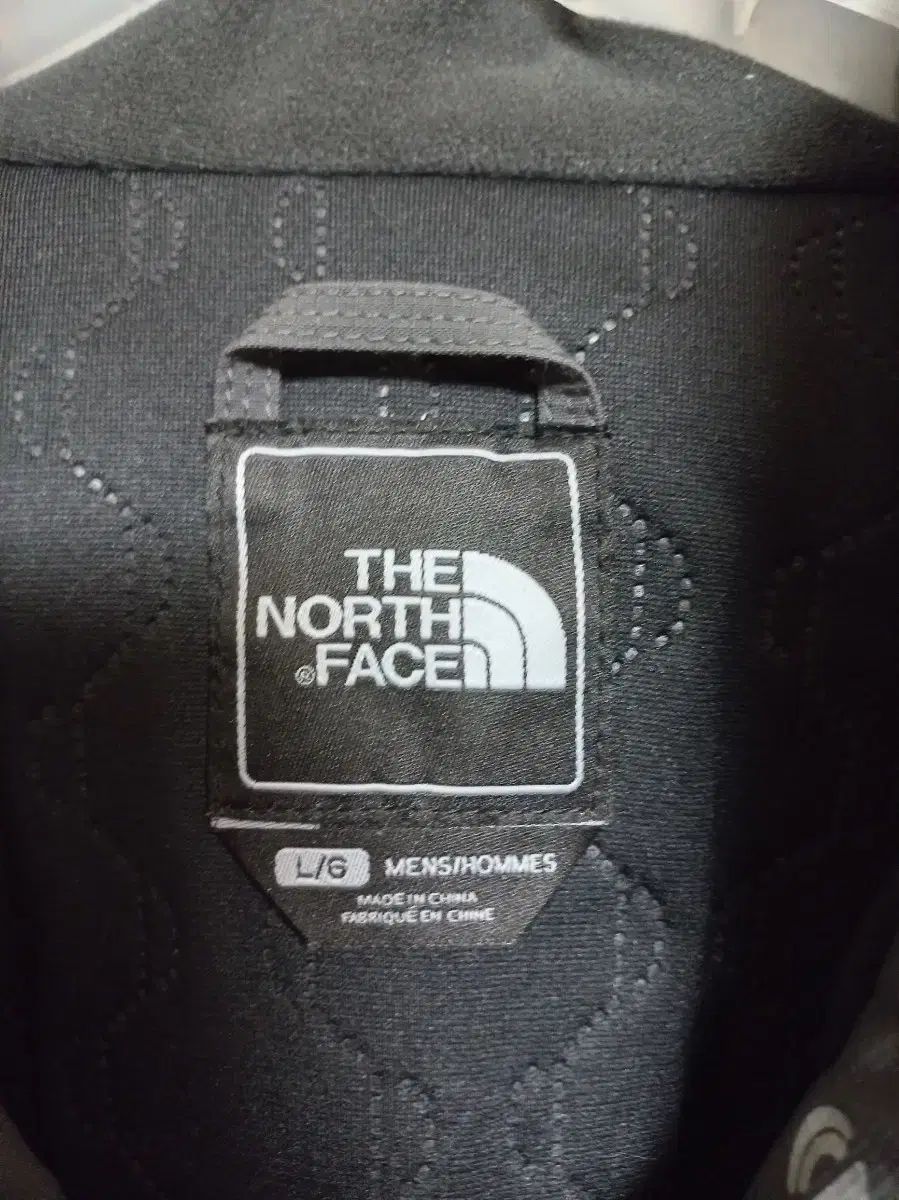 THE
NORTH
®FACE
L/G MENS/HOMMES
MADE IN CHINA
FABRIQUÉ EN CHINE